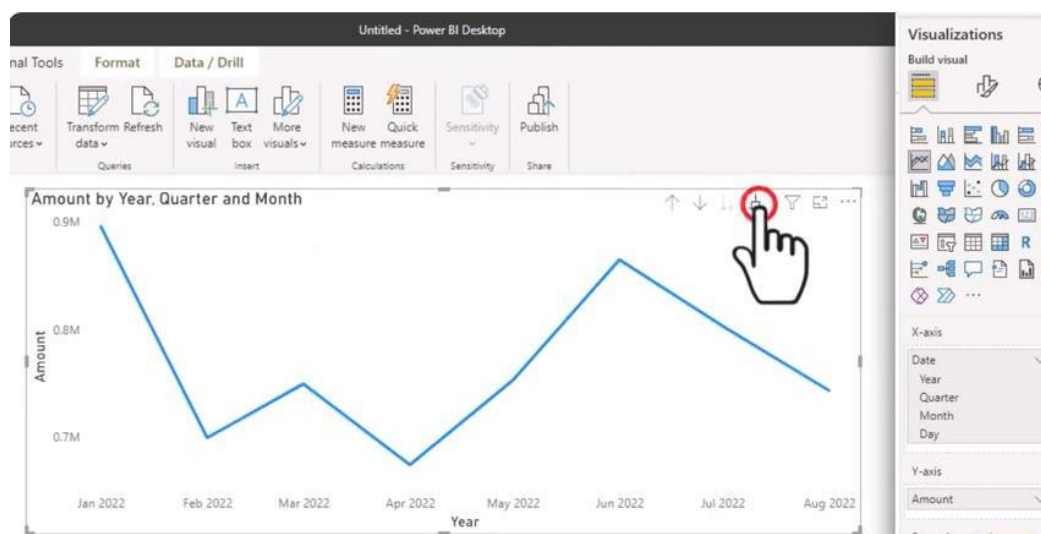 Untitled - Power BI Desktop
nal Tools Format Data / Drill
ecent Transform Refresh New Text More New Quick Sensitivity Publish
urces data visual box visuals measure measure
Queries Insert Calculations Sensitivity Share
Amount by Year, Quarter and Month
0.9M
0.8M
0.7M
Amount
Jan 2022 Feb 2022 Mar 2022 Apr 2022 May 2022 Jun 2022 Jul 2022 Aug 2022
Year
Visualizations
Build visual
R
X-axis
Date
Year
Quarter
Month
Day
Y-axis
Amount